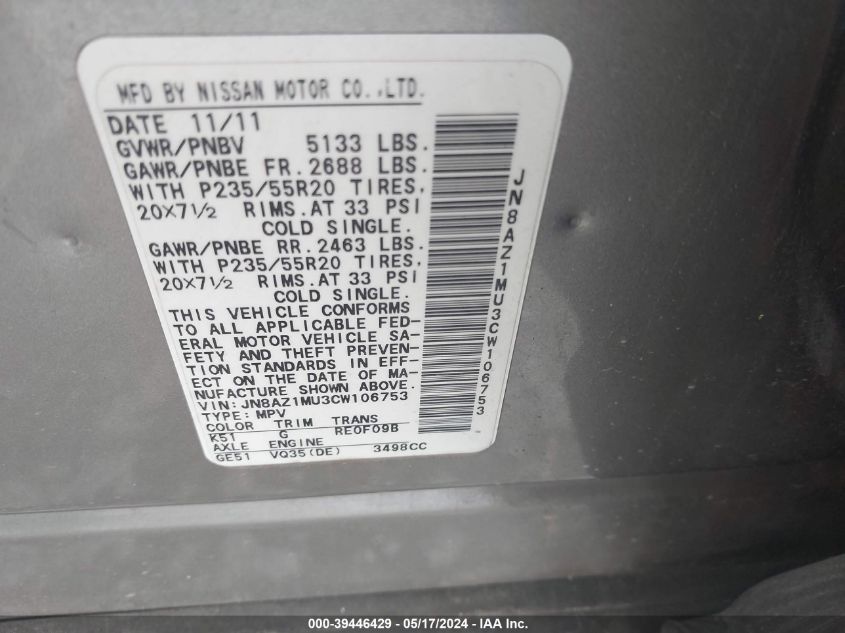 MFD BY NISSAN MOTOR CO.,LTD.
DATE 11/11
GVWR/PNBV 5133 LBS.
GAWR/PNBE FR.2688 LBS.
WITH P235/55R20 TIRES,
20X7½ RIMS.AT 33 PSI
COLD SINGLE.
GAWR/PNBE RR.2463 LBS.
WITH P235/55R20 TIRES,
20X7½ RIMS.AT 33 PSI
COLD SINGLE.
THIS VEHICLE CONFORMS
TO ALL APPLICABLE FED-
ERAL MOTOR VEHICLE SA-
FETY AND THEFT PREVEN-
TION STANDARDS IN EFF-
ECT ON THE DATE OF MA-
NUFACTURE SHOWN ABOVE.
VIN:JN8AZ1MU3CW106753
TYPE:MPV
COLOR TRIM TRANS
K51 G RE0F09B
AXLE ENGINE
GE51 VQ35(DE) 3498CC
JN8AZ1MU3CW106753
000-39446429 - 05/17/2024 - IAA Inc.